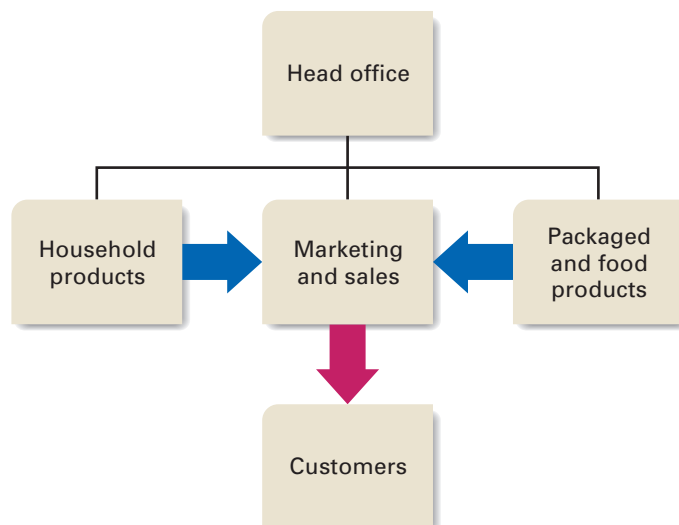 Head office
Household
products
Marketing
and sales
Packaged
and food
products
Customers